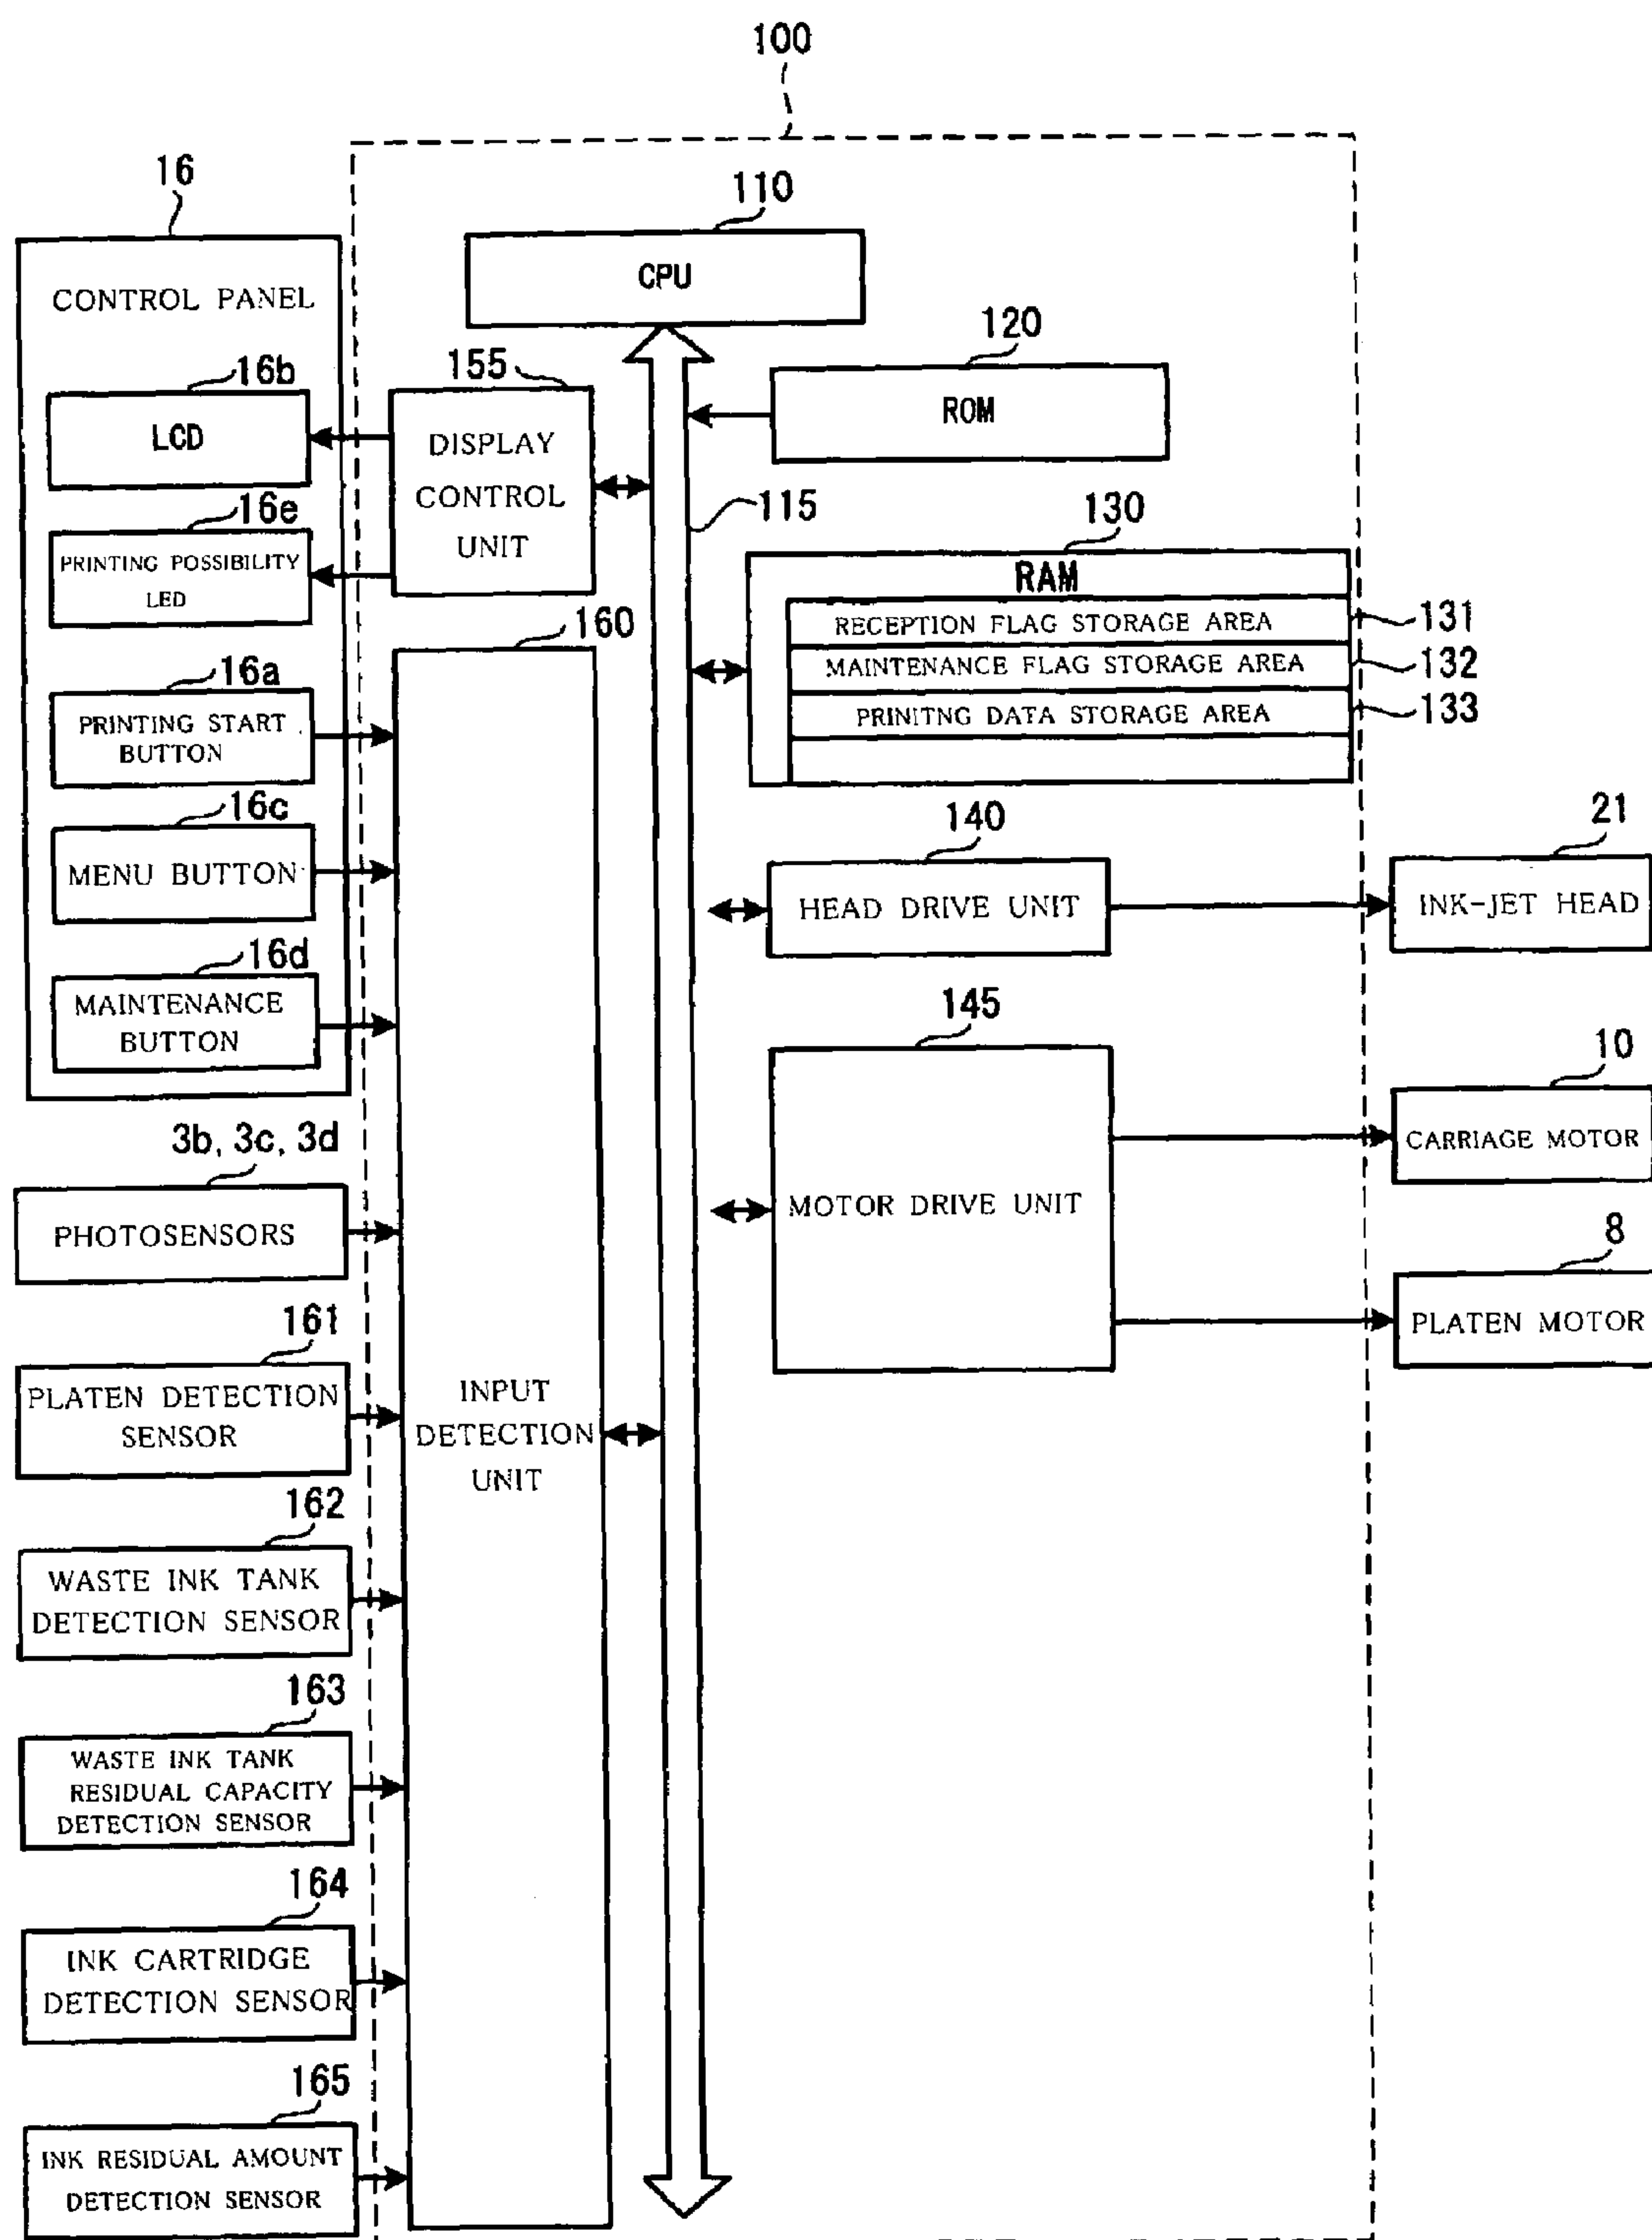 100
16
CONTROL PANEL
16b
LCD
16e
PRINTING POSSIBILITY
LED
16a
PRINTING START
BUTTON
16c
MENU BUTTON
16d
MAINTENANCE
BUTTON
3b, 3c, 3d
PHOTOSENSORS
161
PLATEN DETECTION
SENSOR
162
WASTE INK TANK
DETECTION SENSOR
163
WASTE INK TANK
RESIDUAL CAPACITY
DETECTION SENSOR
164
INK CARTRIDGE
DETECTION SENSOR
165
INK RESIDUAL AMOUNT
DETECTION SENSOR
110
CPU
155
DISPLAY
CONTROL
UNIT
160
INPUT
DETECTION
UNIT
115
120
ROM
130
RAM
RECEPTION FLAG STORAGE AREA
131
MAINTENANCE FLAG STORAGE AREA
132
PRINITNG DATA STORAGE AREA
133
140
HEAD DRIVE UNIT
145
MOTOR DRIVE UNIT
21
INK-JET HEAD
10
CARRIAGE MOTOR
8
PLATEN MOTOR